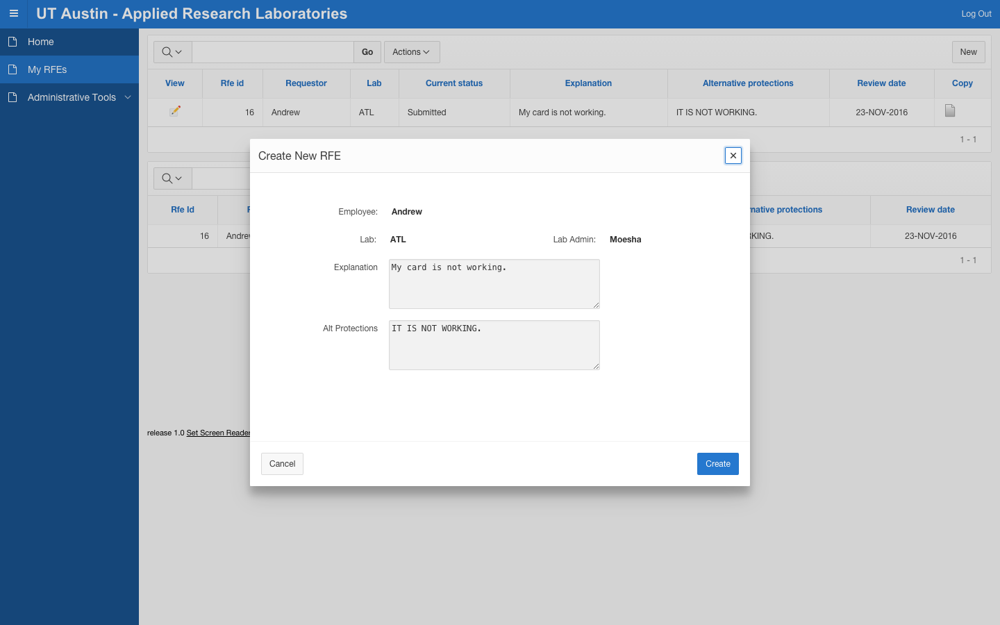 UT Austin - Applied Research Laboratories
Log Out
Home
My RFEs
Administrative Tools
Go
Actions
New
View Rfe id Requestor Lab Current status Explanation Alternative protections Review date Copy
16 Andrew ATL Submitted My card is not working. IT IS NOT WORKING. 23-NOV-2016
1 - 1
Create New RFE
Employee: Andrew
Lab: ATL Lab Admin: Moesha
Explanation My card is not working.
Alt Protections IT IS NOT WORKING.
Cancel Create
Rfe Id Review date
protections
16 23-NOV-2016
1 - 1
release 1.0 Set Screen Reader